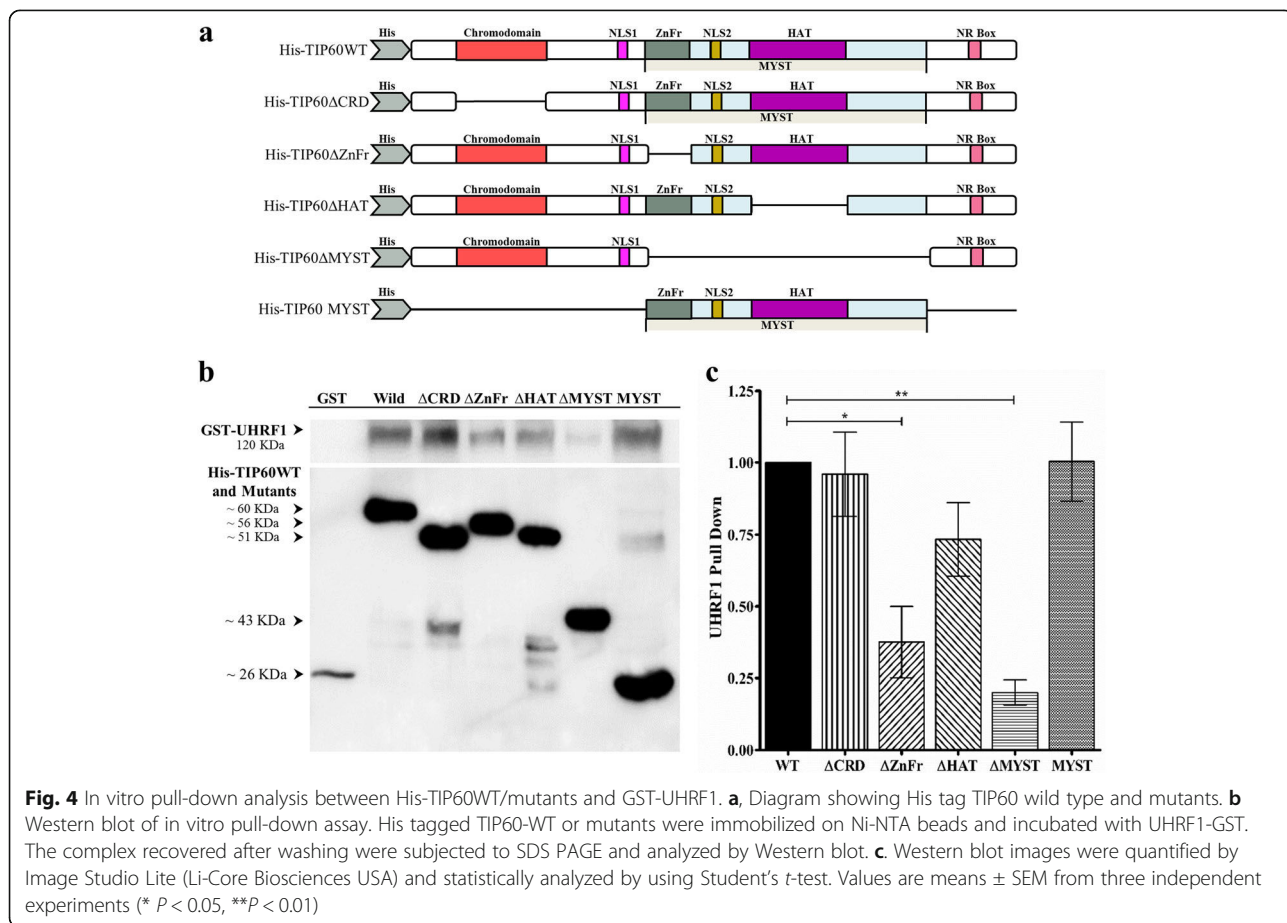 a
His Chromodomain NLS1 ZnFr NLS2 HAT NR Box
His-TIP60WT
MYST
His NLS1 ZnFr NLS2 HAT NR Box
His-TIP60ΔCRD
MYST
His Chromodomain NLS1 NLS2 HAT NR Box
His-TIP60ΔZnFr
His Chromodomain NLS1 ZnFr NLS2 NR Box
His-TIP60ΔHAT
His Chromodomain NLS1 NR Box
His-TIP60ΔMYST
His ZnFr NLS2 HAT
His-TIP60 MYST
MYST
b
GST Wild ΔCRD ΔZnFr ΔHAT ΔMYST MYST
GST-UHRF1
120 KDa
His-TIP60WT
and Mutants
~ 60 KDa
~ 56 KDa
~ 51 KDa
~ 43 KDa
~ 26 KDa
c
UHRF1 Pull Down
1.25
1.00
0.75
0.50
0.25
0.00
**
*
WT ΔCRD ΔZnFr ΔHAT ΔMYST MYST
Fig. 4 In vitro pull-down analysis between His-TIP60WT/mutants and GST-UHRF1. a, Diagram showing His tag TIP60 wild type and mutants. b
Western blot of in vitro pull-down assay. His tagged TIP60-WT or mutants were immobilized on Ni-NTA beads and incubated with UHRF1-GST.
The complex recovered after washing were subjected to SDS PAGE and analyzed by Western blot. c. Western blot images were quantified by
Image Studio Lite (Li-Core Biosciences USA) and statistically analyzed by using Student's t-test. Values are means ± SEM from three independent
experiments (* P < 0.05, **P < 0.01)